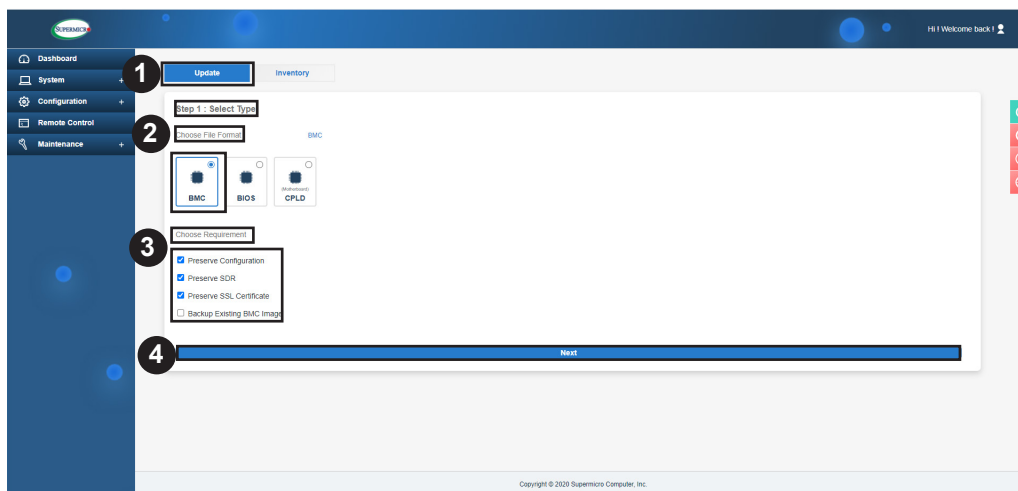 SUPERMICR
Hi ! Welcome back !
Dashboard
System +
Configuration +
Remote Control
Maintenance +
1
Update
Inventory
Step 1 : Select Type
2
Choose File Format
BMC
BMC
BIOS
(Motherboard)
CPLD
Choose Requirement
3
Preserve Configuration
Preserve SDR
Preserve SSL Certificate
Backup Existing BMC Image
4
Next
Copyright © 2020 Supermicro Computer, Inc.